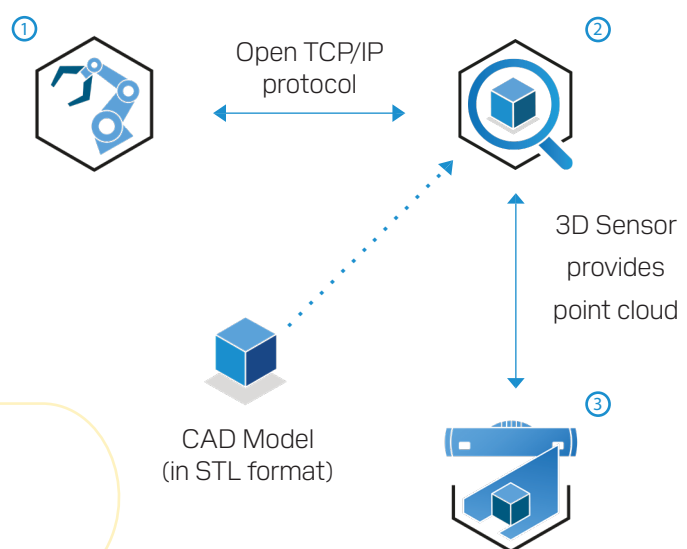 1
Open TCP/IP
protocol
2
3D Sensor
provides
point cloud
3
CAD Model
(in STL format)